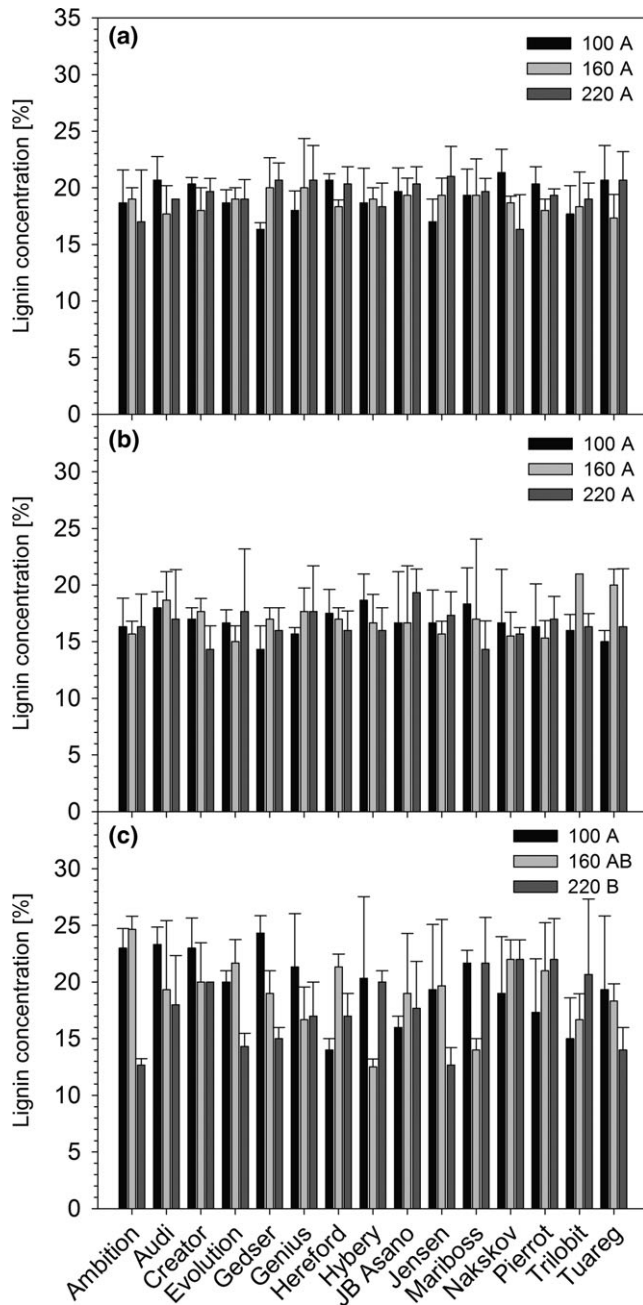 (a)
100 A
160 A
220 A
Lignin concentration [%]
35
30
25
20
15
10
5
0
(b)
100 A
160 A
220 A
Lignin concentration [%]
30
25
20
15
10
5
0
(c)
100 A
160 AB
220 B
Lignin concentration [%]
30
25
20
15
10
5
0
Ambition
Audi
Creator
Evolution
Gedser
Genius
Hereford
Hybery
JB Asano
Jensen
Mariboss
Nakskov
Pierrot
Trilobit
Tuareg